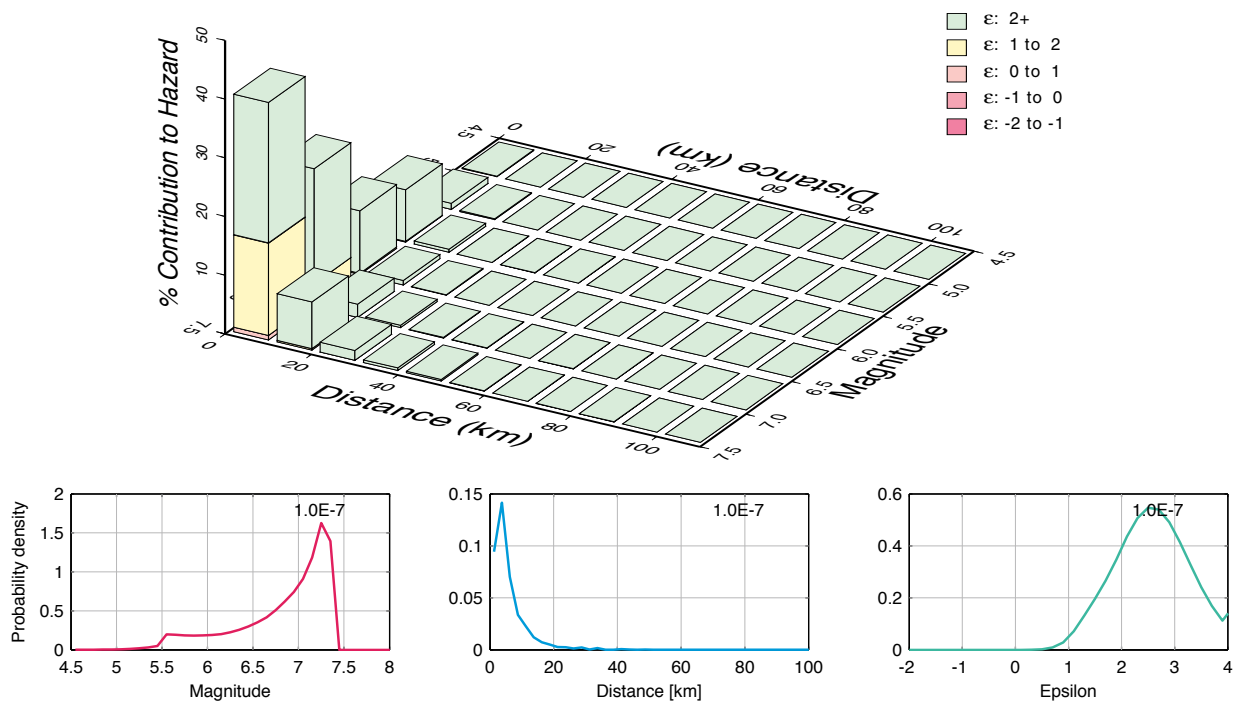 ε: 2+
ε: 1 to 2
ε: 0 to 1
ε: -1 to 0
ε: -2 to -1
% Contribution to Hazard
50
40
30
20
10
4.5
0
20
40
60
80
100
Distance (km)
4.5
5.0
5.5
6.0
6.5
7.0
7.5
Magnitude
0
20
40
60
80
100
Distance (km)
Probability density
2
1.5
1
0.5
0
1.0E-7
4.5 5 5.5 6 6.5 7 7.5 8
Magnitude
0.15
0.1
0.05
0
1.0E-7
0 20 40 60 80 100
Distance [km]
0.6
0.4
0.2
0
1.0E-7
-2 -1 0 1 2 3 4
Epsilon